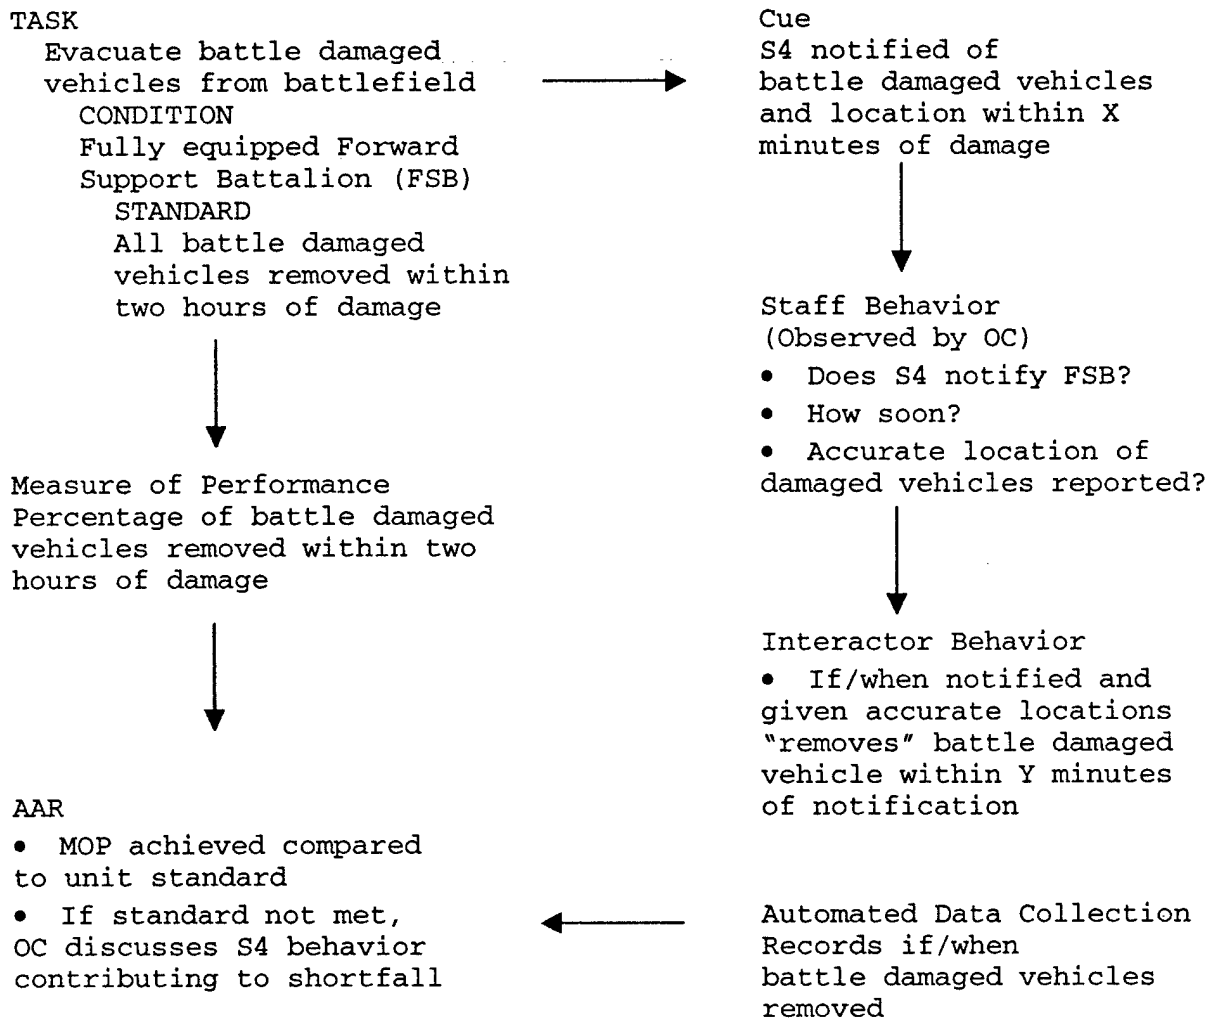 TASK
Evacuate battle damaged
vehicles from battlefield
CONDITION
Fully equipped Forward
Support Battalion (FSB)
STANDARD
All battle damaged
vehicles removed within
two hours of damage
Measure of Performance
Percentage of battle damaged
vehicles removed within two
hours of damage
AAR
• MOP achieved compared
to unit standard
• If standard not met,
OC discusses S4 behavior
contributing to shortfall
Cue
S4 notified of
battle damaged vehicles
and location within X
minutes of damage
Staff Behavior
(Observed by OC)
• Does S4 notify FSB?
• How soon?
• Accurate location of
damaged vehicles reported?
Interactor Behavior
• If/when notified and
given accurate locations
"removes" battle damaged
vehicle within Y minutes
of notification
Automated Data Collection
Records if/when
battle damaged vehicles
removed